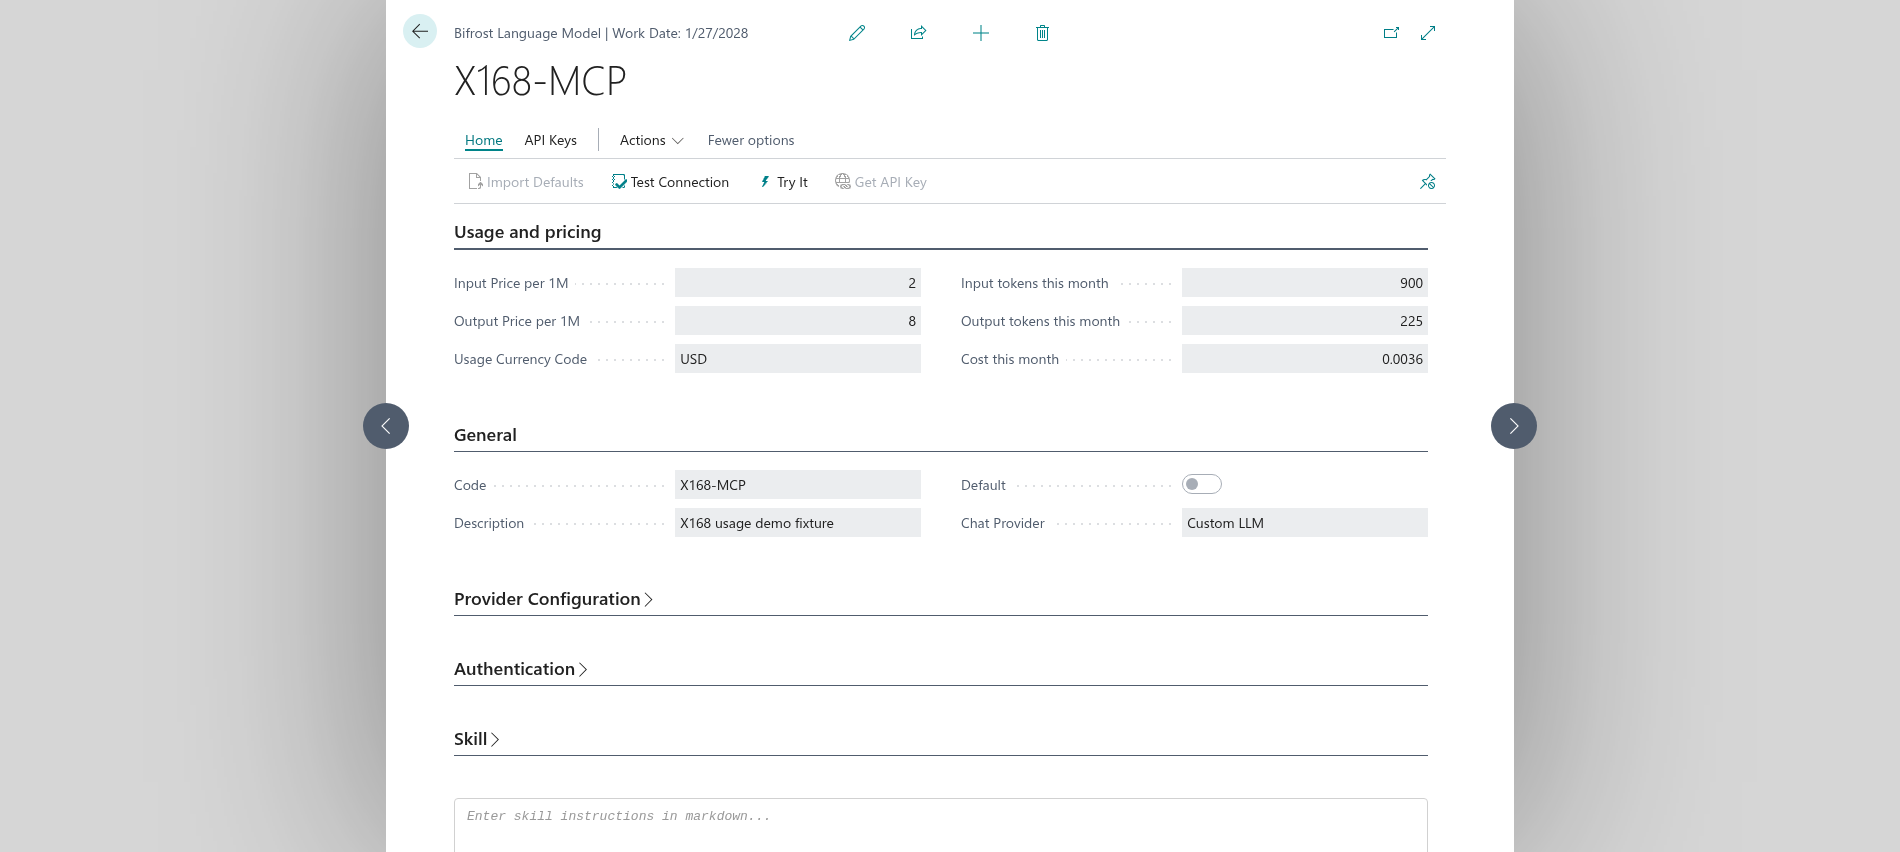 Bifrost Language Model | Work Date: 1/27/2028
X168-MCP
Home
API Keys
Actions
Fewer options
Import Defaults
Test Connection
Try It
Get API Key
Usage and pricing
Input Price per 1M
2
Input tokens this month
900
Output Price per 1M
8
Output tokens this month
225
Usage Currency Code
USD
Cost this month
0.0036
General
Code
X168-MCP
Default
Description
X168 usage demo fixture
Chat Provider
Custom LLM
Provider Configuration
Authentication
Skill
Enter skill instructions in markdown...